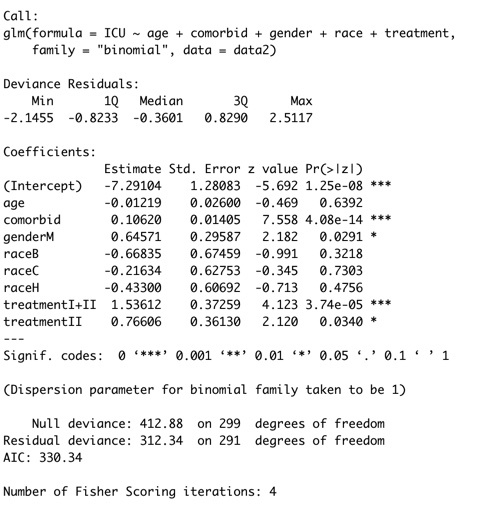 Call:
glm(formula = ICU ~ age + comorbid + gender + race + treatment,
    family = "binomial", data = data2)

Deviance Residuals:
    Min      1Q  Median      3Q     Max
-2.1455 -0.8233 -0.3601  0.8290  2.5117

Coefficients:
              Estimate Std. Error z value Pr(>|z|)
(Intercept)   -7.29104    1.28083  -5.692 1.25e-08 ***
age           -0.01219    0.02600  -0.469   0.6392
comorbid       0.10620    0.01405   7.558 4.08e-14 ***
genderM        0.64571    0.29587   2.182   0.0291 *
raceB         -0.66835    0.67459  -0.991   0.3218
raceC         -0.21634    0.62753  -0.345   0.7303
raceH         -0.43300    0.60692  -0.713   0.4756
treatmentI+II  1.53612    0.37259   4.123 3.74e-05 ***
treatmentII    0.76606    0.36130   2.120   0.0340 *
---
Signif. codes:  0 ‘***’ 0.001 ‘**’ 0.01 ‘*’ 0.05 ‘.’ 0.1 ‘ ’ 1

(Dispersion parameter for binomial family taken to be 1)

    Null deviance: 412.88  on 299  degrees of freedom
Residual deviance: 312.34  on 291  degrees of freedom
AIC: 330.34

Number of Fisher Scoring iterations: 4